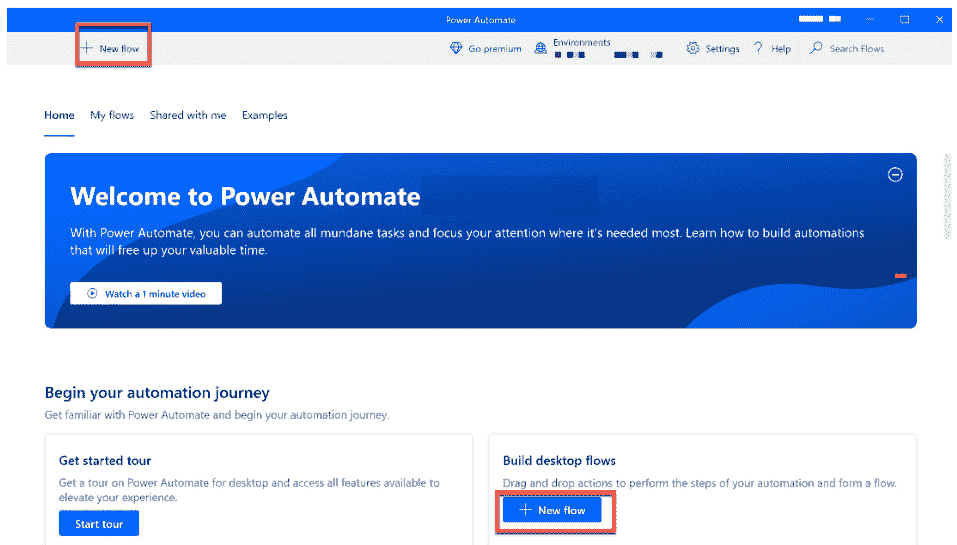 Power Automate
New flow
Go premium
Environments
Settings
Help
Search Flows
Home
My flows
Shared with me
Examples
Welcome to Power Automate
With Power Automate, you can automate all mundane tasks and focus your attention where it's needed most. Learn how to build automations
that will free up your valuable time.
Watch a 1 minute video
Begin your automation journey
Get familiar with Power Automate and begin your automation journey.
Get started tour
Get a tour on Power Automate for desktop and access all features available to
elevate your experience.
Start tour
Build desktop flows
Drag and drop actions to perform the steps of your automation and form a flow.
New flow